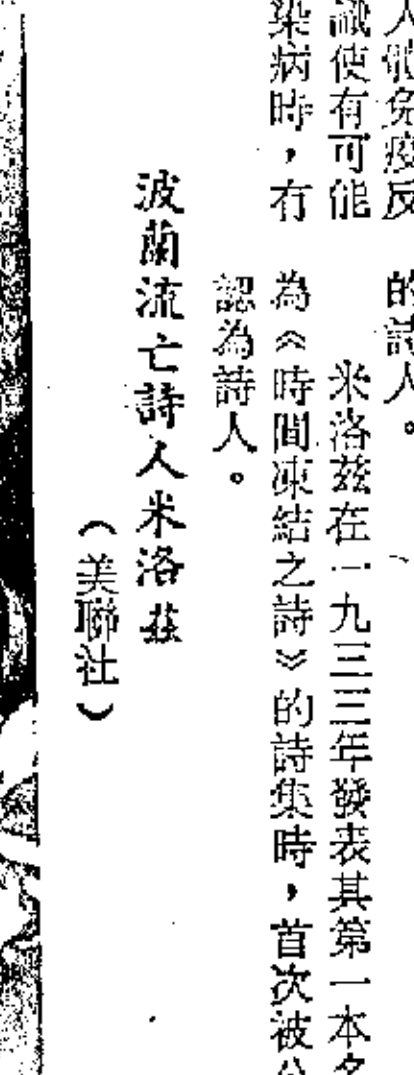 人體免疫反
識使有可能
染病時，有
的詩人。
米洛茲在一九三三年發表其第一本名
為《時間凍結之詩》的詩集時，首次被公
認為詩人。
波蘭流亡詩人米洛茲
（美聯社）